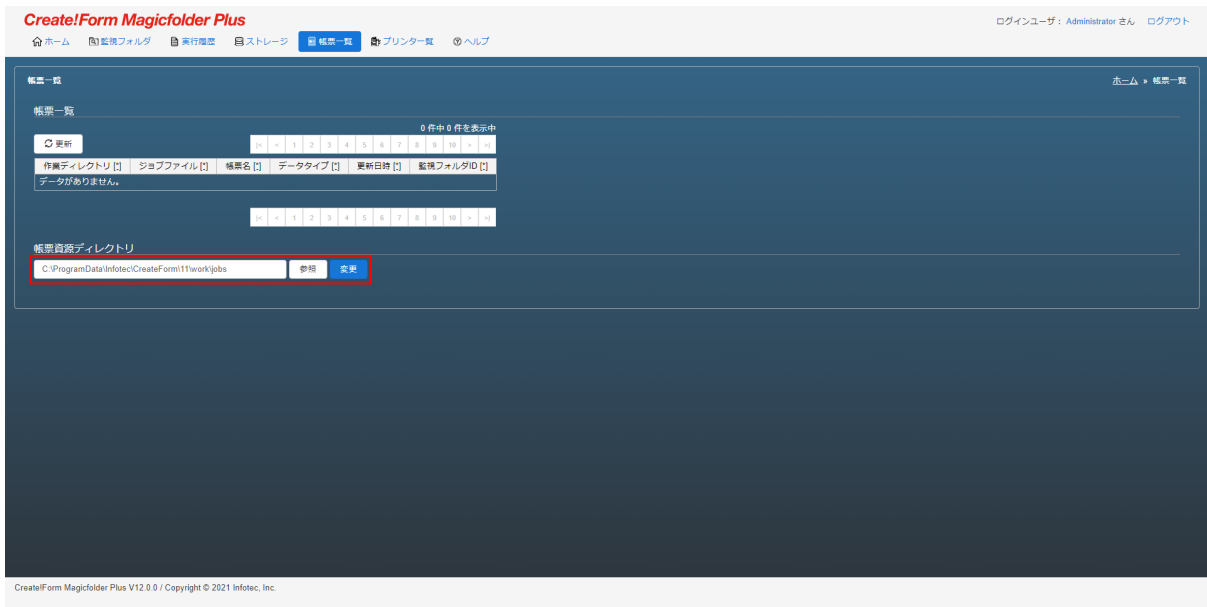 Create!Form Magicfolder Plus
ログインユーザ : Administrator さん ログアウト
ホーム 監視フォルダ 実行履歴 ストレージ 帳票一覧 プリンター覧 ヘルプ
帳票一覧 ホーム » 帳票一覧
帳票一覧
0 件中 0 件を表示中
更新 |< < 1 2 3 4 5 6 7 8 9 10 > >|
作業ディレクトリ [*] ジョブファイル [*] 帳票名 [*] データタイプ [*] 更新日時 [*] 監視フォルダID [*]
データがありません。
|< < 1 2 3 4 5 6 7 8 9 10 > >|
帳票資源ディレクトリ
C:\ProgramData\Infotec\CreateForm\11\work\jobs 参照 変更
Create!Form Magicfolder Plus V12.0.0 / Copyright © 2021 Infotec, Inc.